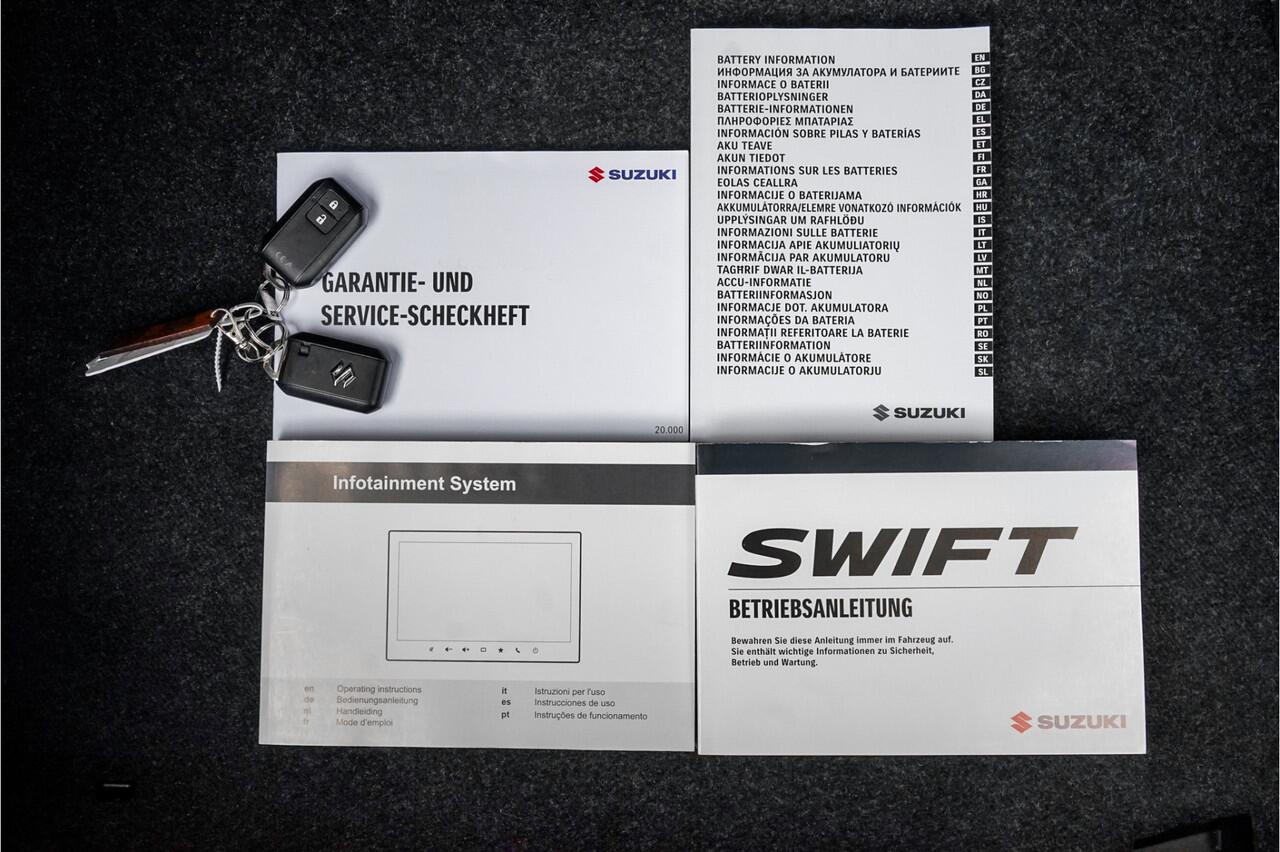 SUZUKI
GARANTIE- UND
SERVICE-SCHECKHEFT
20.000
BATTERY INFORMATION EN
ИНФОРМАЦИЯ ЗА АКУМУЛАТОРА И БАТЕРИИТЕ BG
INFORMACE O BATERII CZ
BATTERIOPLYSNINGER DA
BATTERIE-INFORMATIONEN DE
ΠΛΗΡΟΦΟΡΙΕΣ ΜΠΑΤΑΡΙΑΣ EL
INFORMACIÓN SOBRE PILAS Y BATERÍAS ES
AKU TEAVE ET
AKUN TIEDOT FI
INFORMATIONS SUR LES BATTERIES FR
EOLAS CEALLRA GA
INFORMACIJE O BATERIJAMA HR
AKKUMULÁTORRA/ELEMRE VONATKOZÓ INFORMÁCIÓK HU
UPPLÝSINGAR UM RAFHLÖÐU IS
INFORMAZIONI SULLE BATTERIE IT
INFORMACIJA APIE AKUMULIATORIŲ LT
INFORMĀCIJA PAR AKUMULATORU LV
TAGĦRIF DWAR IL-BATTERIJA MT
ACCU-INFORMATIE NL
BATTERIINFORMASJON NO
INFORMACJE DOT. AKUMULATORA PL
INFORMAÇÕES DA BATERIA PT
INFORMAȚII REFERITOARE LA BATERIE RO
BATTERIINFORMATION SE
INFORMÁCIE O AKUMULÁTORE SK
INFORMACIJE O AKUMULATORJU SL
SUZUKI
Infotainment System
en Operating instructions
de Bedienungsanleitung
nl Handleiding
fr Mode d'emploi
it Istruzioni per l'uso
es Instrucciones de uso
pt Instruções de funcionamento
SWIFT
BETRIEBSANLEITUNG
Bewahren Sie diese Anleitung immer im Fahrzeug auf.
Sie enthält wichtige Informationen zu Sicherheit,
Betrieb und Wartung.
SUZUKI